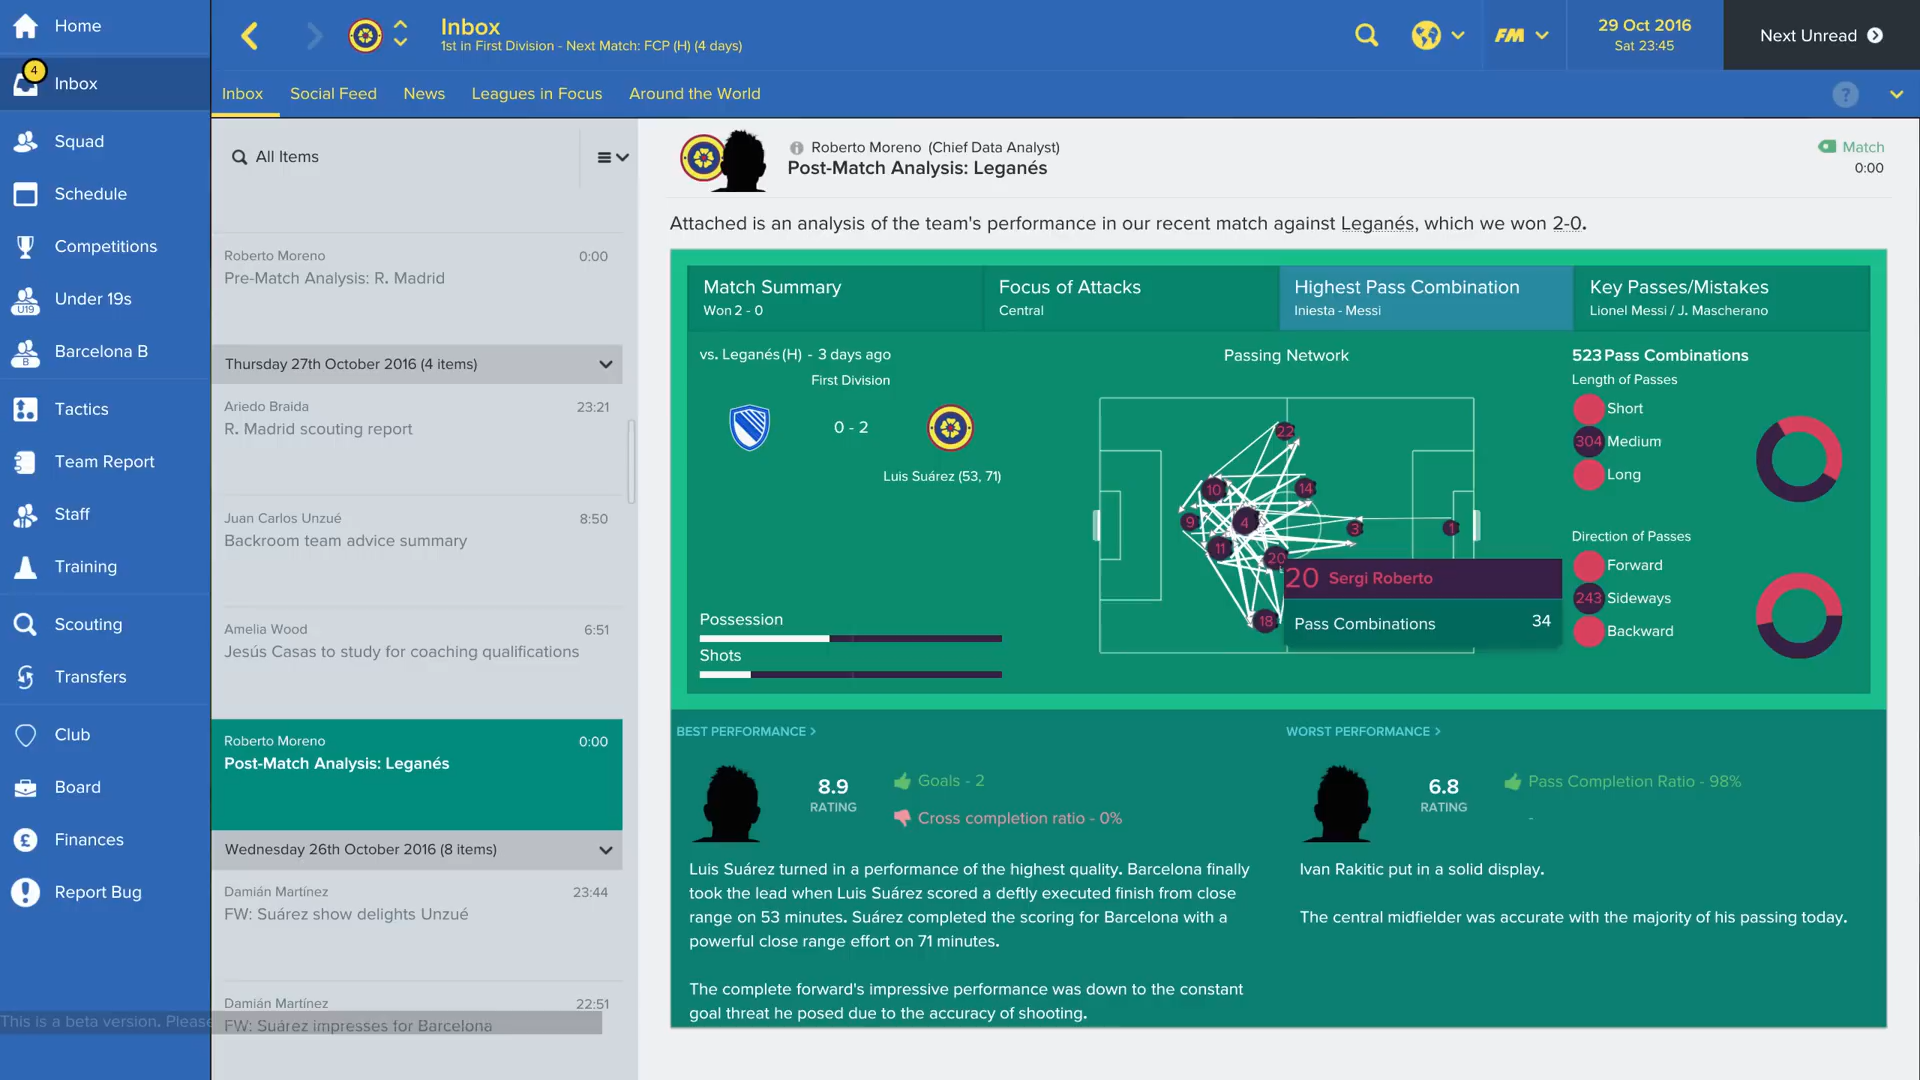 Home
4
Inbox
Squad
Schedule
Competitions
U19
Under 19s
B
Barcelona B
Tactics
Team Report
Staff
Training
Scouting
Transfers
Club
Board
£
Finances
Report Bug
This is a beta version. Please
Inbox
1st in First Division - Next Match: FCP (H) (4 days)
FM
29 Oct 2016
Sat 23:45
Next Unread
Inbox
Social Feed
News
Leagues in Focus
Around the World
?
All Items
Roberto Moreno 0:00
Pre-Match Analysis: R. Madrid
Thursday 27th October 2016 (4 items)
Ariedo Braida 23:21
R. Madrid scouting report
Juan Carlos Unzué 8:50
Backroom team advice summary
Amelia Wood 6:51
Jesús Casas to study for coaching qualifications
Roberto Moreno 0:00
Post-Match Analysis: Leganés
Wednesday 26th October 2016 (8 items)
Damián Martínez 23:44
FW: Suárez show delights Unzué
Damián Martínez 22:51
FW: Suárez impresses for Barcelona
Roberto Moreno (Chief Data Analyst)
Post-Match Analysis: Leganés
Match
0:00
Attached is an analysis of the team's performance in our recent match against Leganés, which we won 2-0.
Match Summary
Won 2 - 0
Focus of Attacks
Central
Highest Pass Combination
Iniesta - Messi
Key Passes/Mistakes
Lionel Messi / J. Mascherano
vs. Leganés (H) - 3 days ago
First Division
0 - 2
Luis Suárez (53, 71)
Possession
Shots
Passing Network
22
10
14
9
4
3
1
11
20
18
20 Sergi Roberto
Pass Combinations 34
523 Pass Combinations
Length of Passes
Short
304 Medium
Long
Direction of Passes
Forward
243 Sideways
Backward
BEST PERFORMANCE >
8.9
RATING
Goals - 2
Cross completion ratio - 0%
Luis Suárez turned in a performance of the highest quality. Barcelona finally
took the lead when Luis Suárez scored a deftly executed finish from close
range on 53 minutes. Suárez completed the scoring for Barcelona with a
powerful close range effort on 71 minutes.
The complete forward's impressive performance was down to the constant
goal threat he posed due to the accuracy of shooting.
WORST PERFORMANCE >
6.8
RATING
Pass Completion Ratio - 98%
-
Ivan Rakitic put in a solid display.
The central midfielder was accurate with the majority of his passing today.